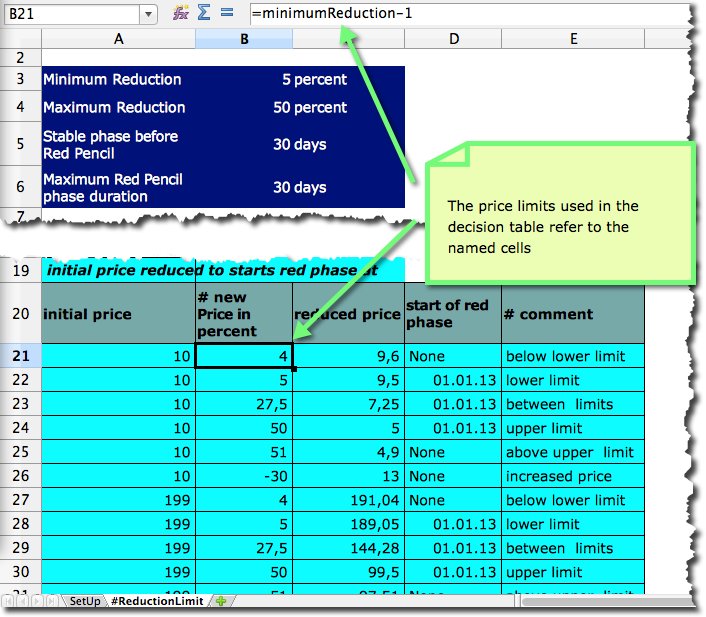 B21 =minimumReduction-1
A B D E
2
3 Minimum Reduction 5 percent
4 Maximum Reduction 50 percent
5 Stable phase before
Red Pencil 30 days
6 Maximum Red Pencil
phase duration 30 days
7
The price limits used in the
decision table refer to the
named cells
19 initial price reduced to starts red phase at
20 initial price # new
Price in
percent reduced price start of red
phase # comment
21 10 4 9,6 None below lower limit
22 10 5 9,5 01.01.13 lower limit
23 10 27,5 7,25 01.01.13 between limits
24 10 50 5 01.01.13 upper limit
25 10 51 4,9 None above upper limit
26 10 -30 13 None increased price
27 199 4 191,04 None below lower limit
28 199 5 189,05 01.01.13 lower limit
29 199 27,5 144,28 01.01.13 between limits
30 199 50 99,5 01.01.13 upper limit
SetUp #ReductionLimit